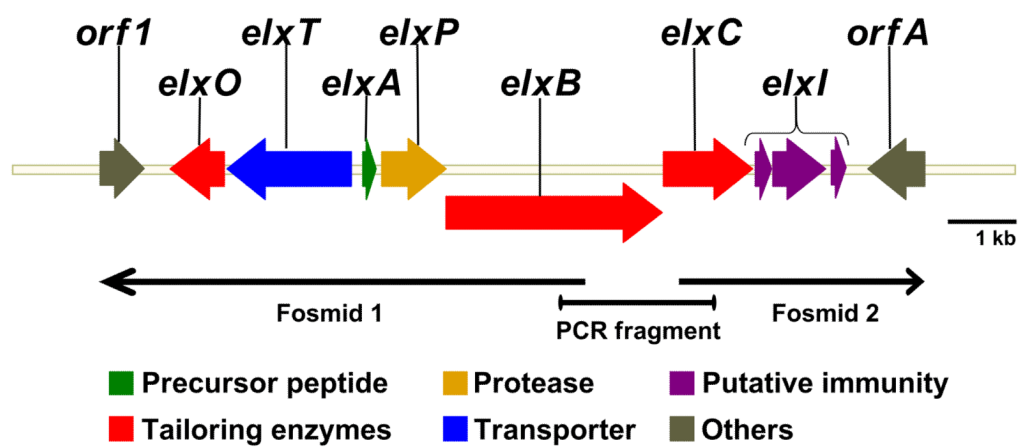 orf1 elxT elxP elxC orfA
elxO elxA elxB elxI
1 kb
Fosmid 1 PCR fragment Fosmid 2
Precursor peptide Protease Putative immunity
Tailoring enzymes Transporter Others